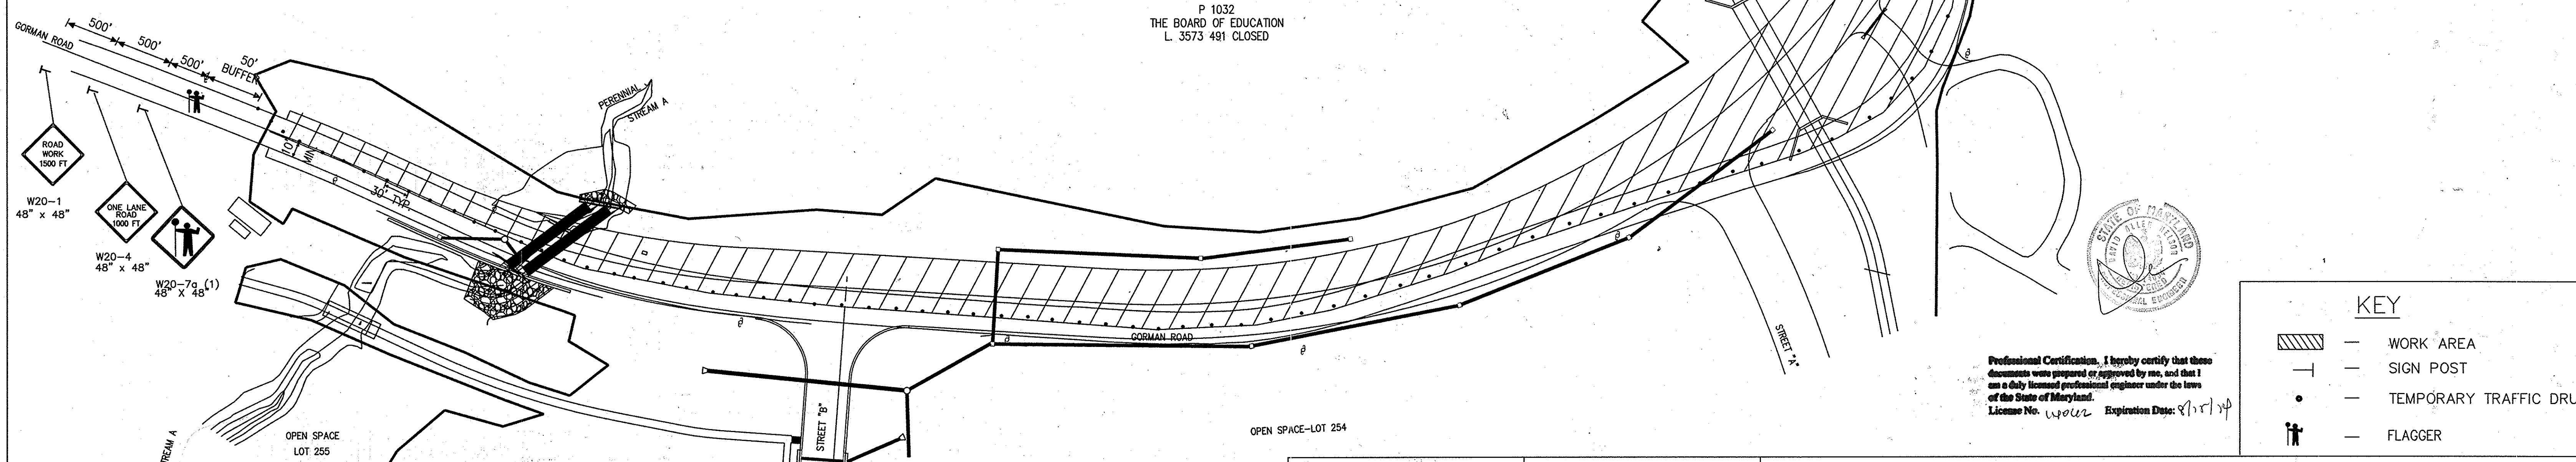 P 1032
THE BOARD OF EDUCATION
L. 3573 491 CLOSED
500'
500'
500'
50'
BUFFER
GORMAN ROAD
PERENNIAL
STREAM A
10'
MIN
30' TYP.
ROAD
WORK
1500 FT
W20-1
48" x 48"
ONE LANE
ROAD
1000 FT
W20-4
48" x 48"
W20-7a (1)
48" X 48"
GORMAN ROAD
STREET "A"
STREET "B"
OPEN SPACE
LOT 255
TREAM A
OPEN SPACE-LOT 254
STATE OF MARYLAND
DAVID ALLEN
Professional Certification. I hereby certify that these
documents were prepared or approved by me, and that I
am a duly licensed professional engineer under the laws
of the State of Maryland.
License No. Expiration Date:
KEY
— WORK AREA
— SIGN POST
— TEMPORARY TRAFFIC DRU
— FLAGGER